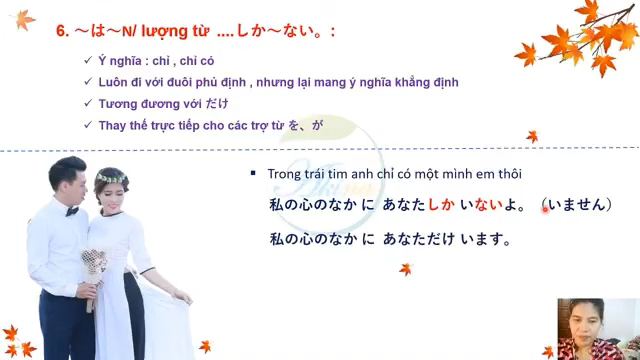 6. ～は～N/ lượng từ ....しか～ない。:
✓ Ý nghĩa : chỉ , chỉ có
✓ Luôn đi với đuôi phủ định , nhưng lại mang ý nghĩa khẳng định
✓ Tương đương với だけ
✓ Thay thế trực tiếp cho các trợ từ を、が
▪ Trong trái tim anh chỉ có một mình em thôi
私の心のなか に あなたしか いないよ。（いません）
私の心のなか に あなただけ います。